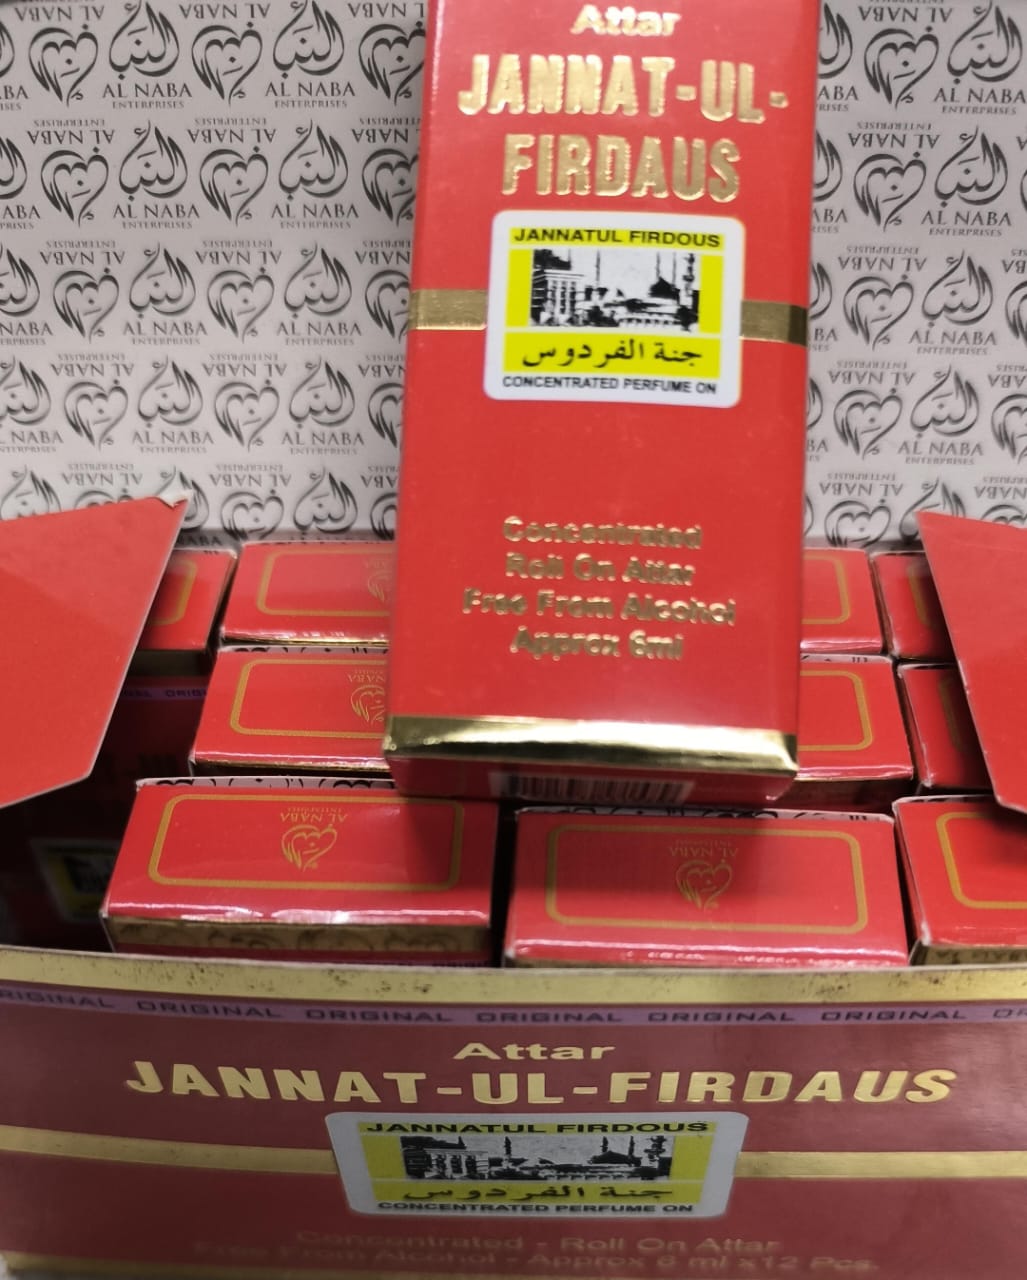 Attar
JANNAT-UL-
FIRDAUS
JANNATUL FIRDOUS
جنة الفردوس
CONCENTRATED PERFUME ON
Concentrated
Roll On Attar
Free From Alcohol
Approx 6ml
AL NABA
ENTERPRISES
ORIGINAL ORIGINAL ORIGINAL ORIGINAL ORIGINAL ORIGINAL
Attar
JANNAT-UL-FIRDAUS
JANNATUL FIRDOUS
جنة الفردوس
CONCENTRATED PERFUME ON
Concentrated - Roll On Attar
Free From Alcohol - Approx 6 ml x12 Pcs.